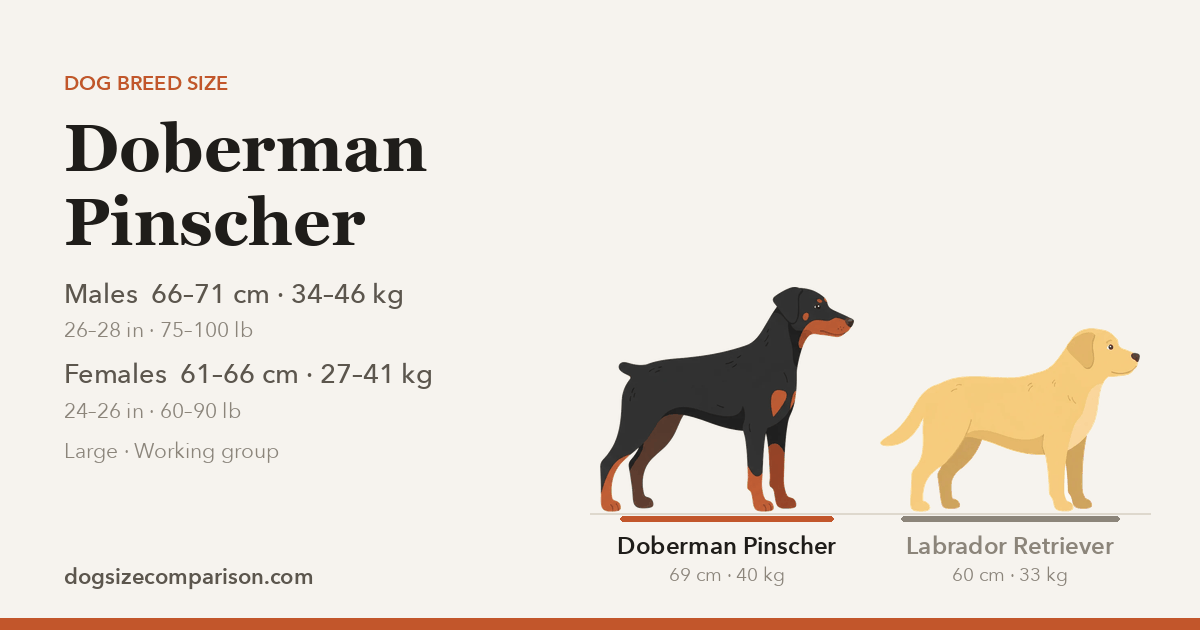 DOG BREED SIZE
Doberman
Pinscher
Males 66–71 cm · 34–46 kg
26–28 in · 75–100 lb
Females 61–66 cm · 27–41 kg
24–26 in · 60–90 lb
Large · Working group
dogsizecomparison.com
Doberman Pinscher
69 cm · 40 kg
Labrador Retriever
60 cm · 33 kg